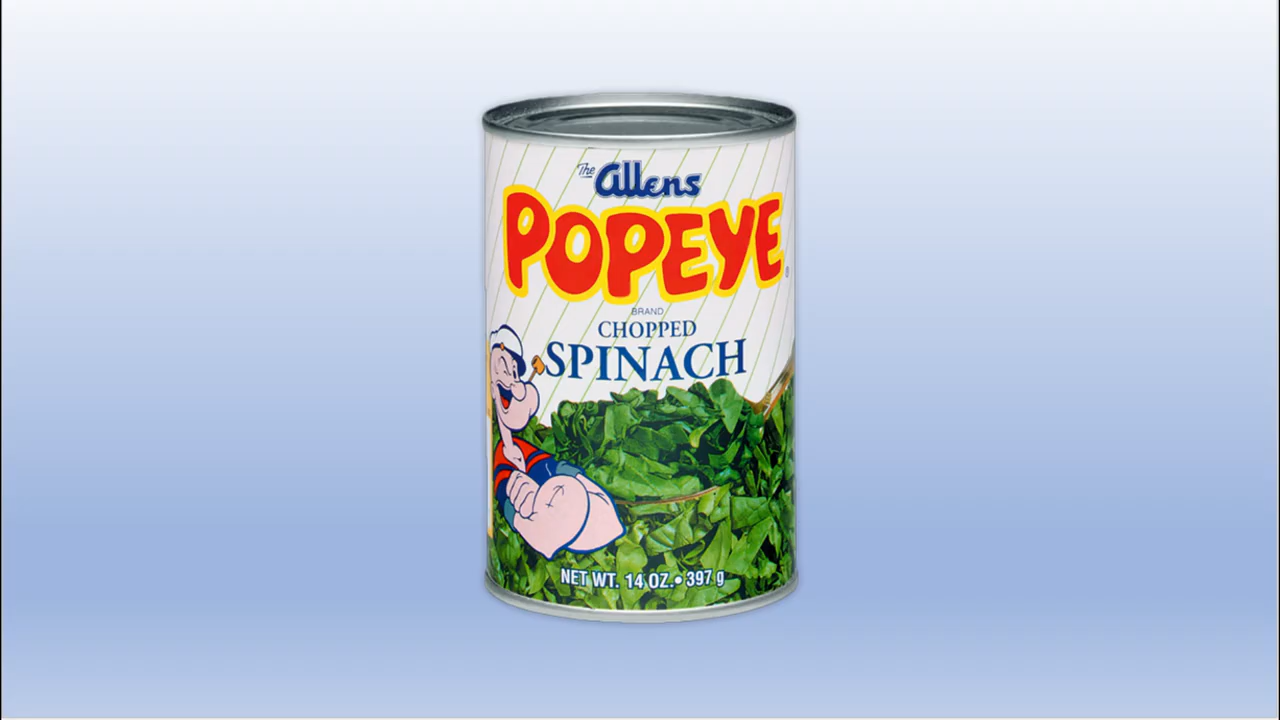 The Allens
POPEYE®
BRAND
CHOPPED
SPINACH
NET WT. 14 OZ.• 397 g